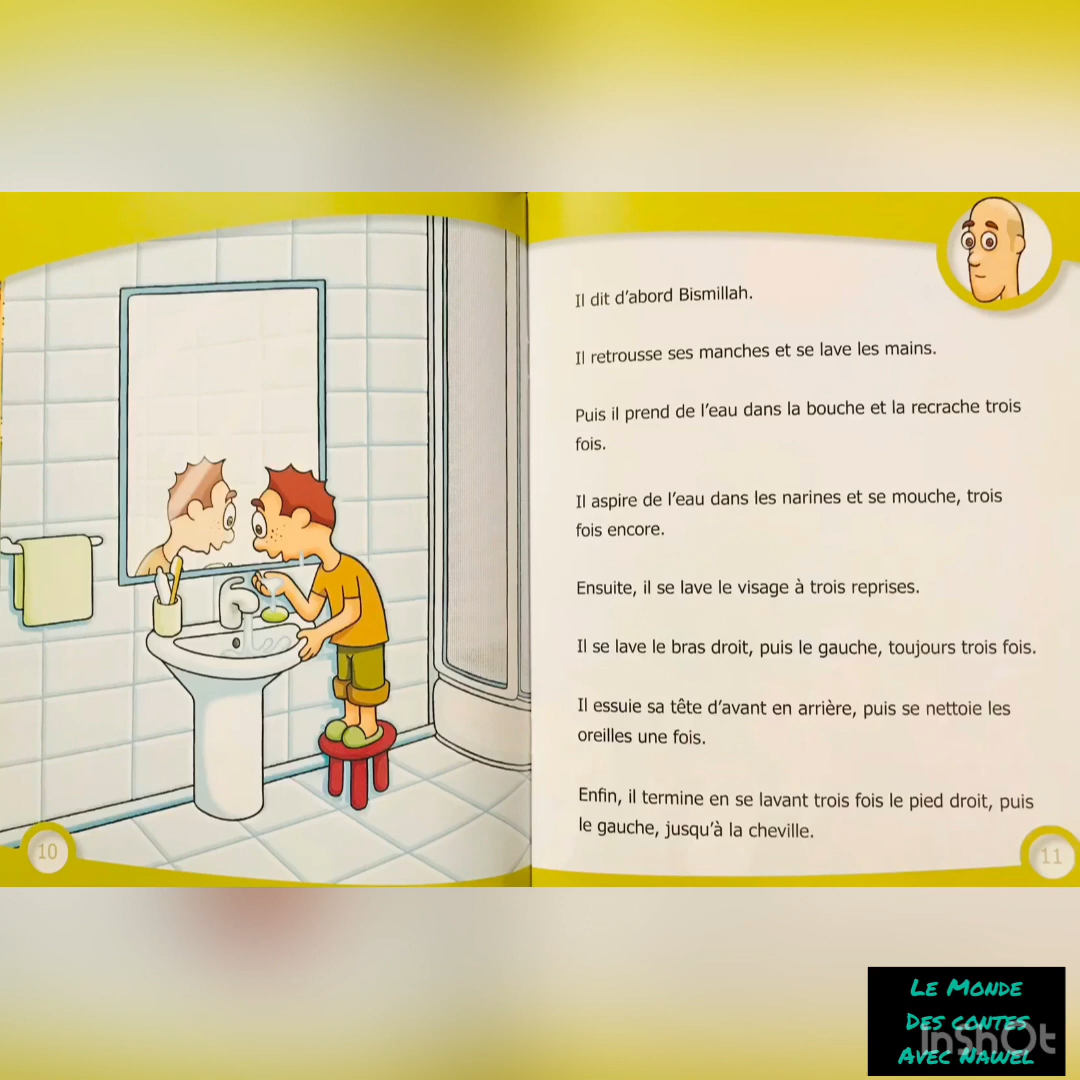 Il dit d'abord Bismillah.
Il retrousse ses manches et se lave les mains.
Puis il prend de l'eau dans la bouche et la recrache trois
fois.
Il aspire de l'eau dans les narines et se mouche, trois
fois encore.
Ensuite, il se lave le visage à trois reprises.
Il se lave le bras droit, puis le gauche, toujours trois fois.
Il essuie sa tête d'avant en arrière, puis se nettoie les
oreilles une fois.
Enfin, il termine en se lavant trois fois le pied droit, puis
le gauche, jusqu'à la cheville.
10
11
Le Monde
Des contes
Avec Nawel
InShOt